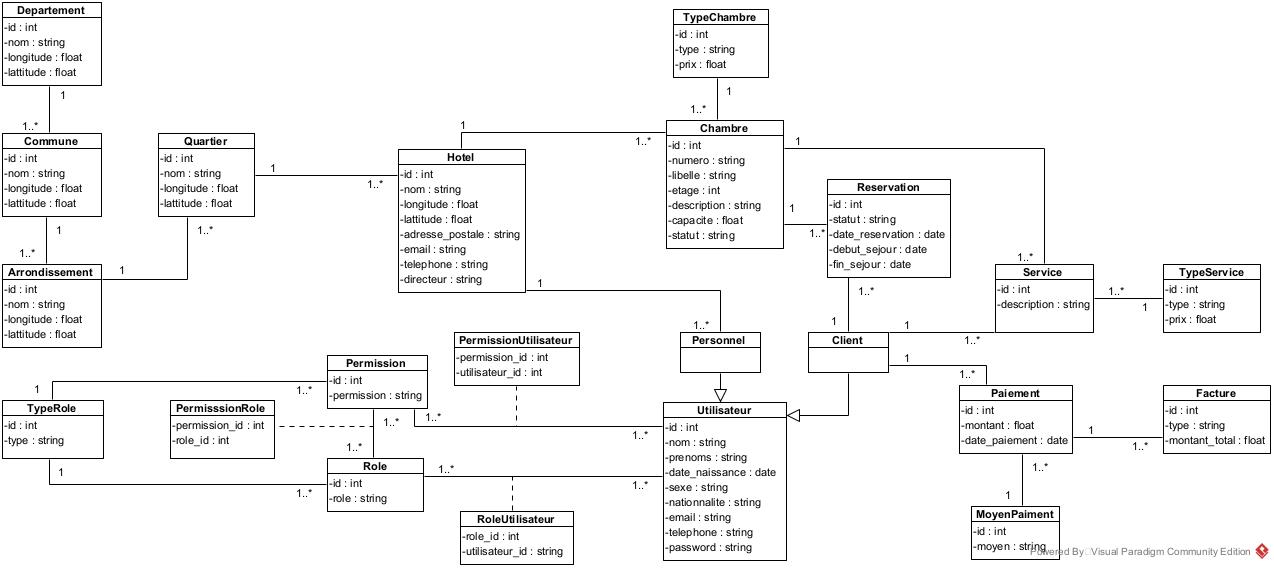 Departement
-id : int
-nom : string
-longitude : float
-lattitude : float
1
1..*
Commune
-id : int
-nom : string
-longitude : float
-lattitude : float
1
1..*
Arrondissement
-id : int
-nom : string
-longitude : float
-lattitude : float
1
1..*
Quartier
-id : int
-nom : string
-longitude : float
-lattitude : float
1
1..*
Hotel
-id : int
-nom : string
-longitude : float
-lattitude : float
-adresse_postale : string
-email : string
-telephone : string
-directeur : string
1
1..*
1
1..*
TypeChambre
-id : int
-type : string
-prix : float
1
1..*
Chambre
-id : int
-numero : string
-libelle : string
-etage : int
-description : string
-capacite : float
-statut : string
1
1..*
1
1..*
Reservation
-id : int
-statut : string
-date_reservation : date
-debut_sejour : date
-fin_sejour : date
1..*
1
Service
-id : int
-description : string
1..*
1
TypeService
-id : int
-type : string
-prix : float
Personnel
Client
1
1..*
1
1..*
PermissionUtilisateur
-permission_id : int
-utilisateur_id : int
Permission
-id : int
-permission : string
1
1..*
1..*
1..*
1..*
1..*
TypeRole
-id : int
-type : string
1
1..*
PermisssionRole
-permission_id : int
-role_id : int
Role
-id : int
-role : string
1..*
1..*
RoleUtilisateur
-role_id : int
-utilisateur_id : string
Utilisateur
-id : int
-nom : string
-prenoms : string
-date_naissance : date
-sexe : string
-nationnalite : string
-email : string
-telephone : string
-password : string
Paiement
-id : int
-montant : float
-date_paiement : date
1
1..*
Facture
-id : int
-type : string
-montant_total : float
1..*
1
MoyenPaiment
-id : int
-moyen : string
Powered By Visual Paradigm Community Edition